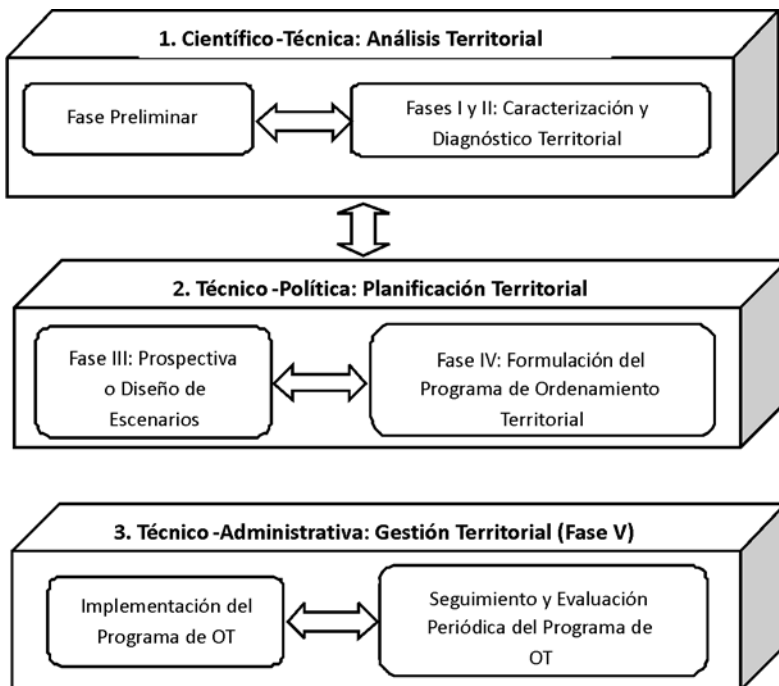 1. Científico-Técnica: Análisis Territorial
Fase Preliminar
Fases I y II: Caracterización y
Diagnóstico Territorial
2. Técnico-Política: Planificación Territorial
Fase III: Prospectiva
o Diseño de
Escenarios
Fase IV: Formulación del
Programa de Ordenamiento
Territorial
3. Técnico-Administrativa: Gestión Territorial (Fase V)
Implementación del
Programa de OT
Seguimiento y Evaluación
Periódica del Programa de
OT